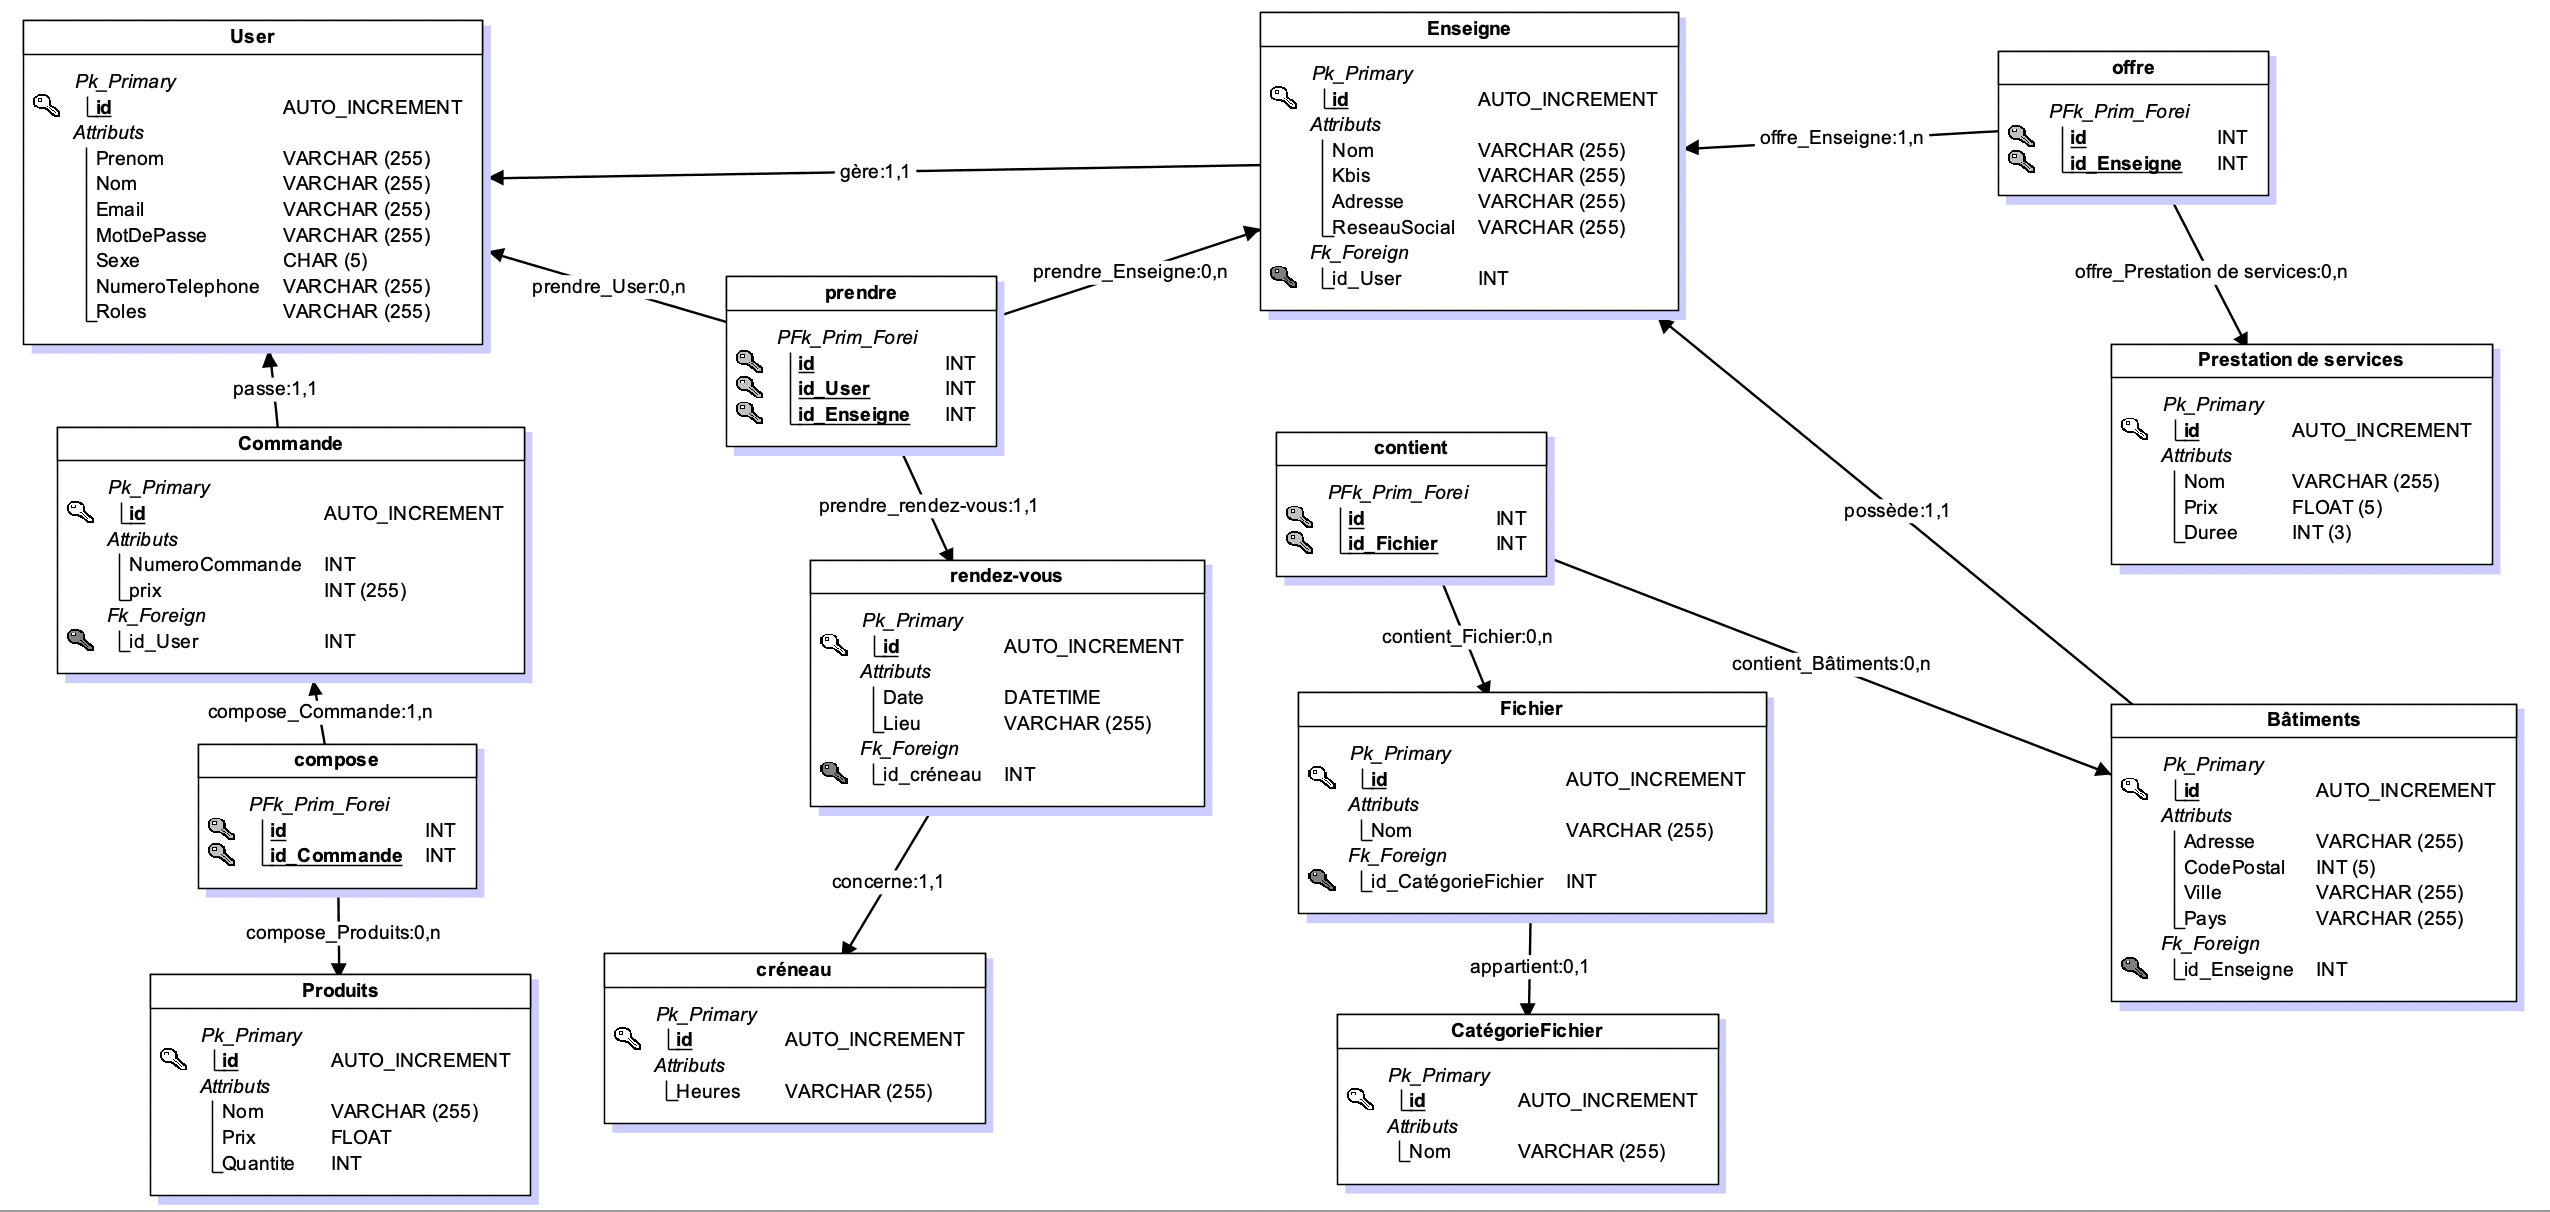 User
Pk_Primary
id AUTO_INCREMENT
Attributs
Prenom VARCHAR (255)
Nom VARCHAR (255)
Email VARCHAR (255)
MotDePasse VARCHAR (255)
Sexe CHAR (5)
NumeroTelephone VARCHAR (255)
Roles VARCHAR (255)
gère:1,1
Enseigne
Pk_Primary
id AUTO_INCREMENT
Attributs
Nom VARCHAR (255)
Kbis VARCHAR (255)
Adresse VARCHAR (255)
ReseauSocial VARCHAR (255)
Fk_Foreign
id_User INT
offre_Enseigne:1,n
offre
PFk_Prim_Forei
id INT
id_Enseigne INT
offre_Prestation de services:0,n
Prestation de services
Pk_Primary
id AUTO_INCREMENT
Attributs
Nom VARCHAR (255)
Prix FLOAT (5)
Duree INT (3)
prendre_User:0,n
prendre_Enseigne:0,n
prendre
PFk_Prim_Forei
id INT
id_User INT
id_Enseigne INT
prendre_rendez-vous:1,1
passe:1,1
Commande
Pk_Primary
id AUTO_INCREMENT
Attributs
NumeroCommande INT
prix INT (255)
Fk_Foreign
id_User INT
compose_Commande:1,n
compose
PFk_Prim_Forei
id INT
id_Commande INT
compose_Produits:0,n
Produits
Pk_Primary
id AUTO_INCREMENT
Attributs
Nom VARCHAR (255)
Prix FLOAT
Quantite INT
rendez-vous
Pk_Primary
id AUTO_INCREMENT
Attributs
Date DATETIME
Lieu VARCHAR (255)
Fk_Foreign
id_créneau INT
concerne:1,1
créneau
Pk_Primary
id AUTO_INCREMENT
Attributs
Heures VARCHAR (255)
contient
PFk_Prim_Forei
id INT
id_Fichier INT
contient_Fichier:0,n
contient_Bâtiments:0,n
possède:1,1
Fichier
Pk_Primary
id AUTO_INCREMENT
Attributs
Nom VARCHAR (255)
Fk_Foreign
id_CatégorieFichier INT
appartient:0,1
CatégorieFichier
Pk_Primary
id AUTO_INCREMENT
Attributs
Nom VARCHAR (255)
Bâtiments
Pk_Primary
id AUTO_INCREMENT
Attributs
Adresse VARCHAR (255)
CodePostal INT (5)
Ville VARCHAR (255)
Pays VARCHAR (255)
Fk_Foreign
id_Enseigne INT